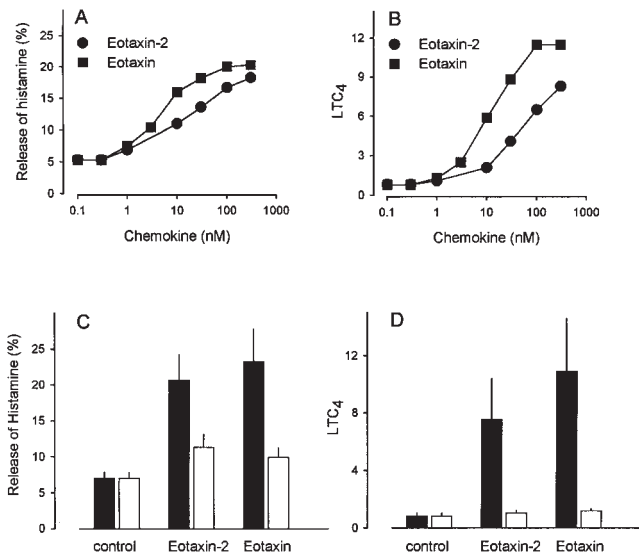 A
Eotaxin-2
Eotaxin
Release of histamine (%)
25
20
15
10
5
0
0.1 1 10 100 1000
Chemokine (nM)
B
Eotaxin-2
Eotaxin
LTC4
12
9
6
3
0
0.1 1 10 100 1000
Chemokine (nM)
C
Release of Histamine (%)
25
20
15
10
5
control Eotaxin-2 Eotaxin
D
LTC4
12
8
4
0
control Eotaxin-2 Eotaxin